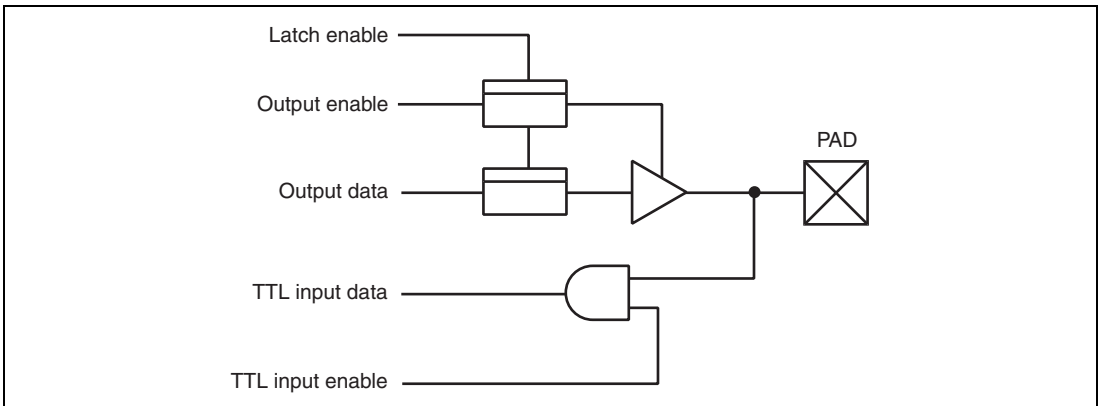 Latch enable
Output enable
PAD
Output data
TTL input data
TTL input enable